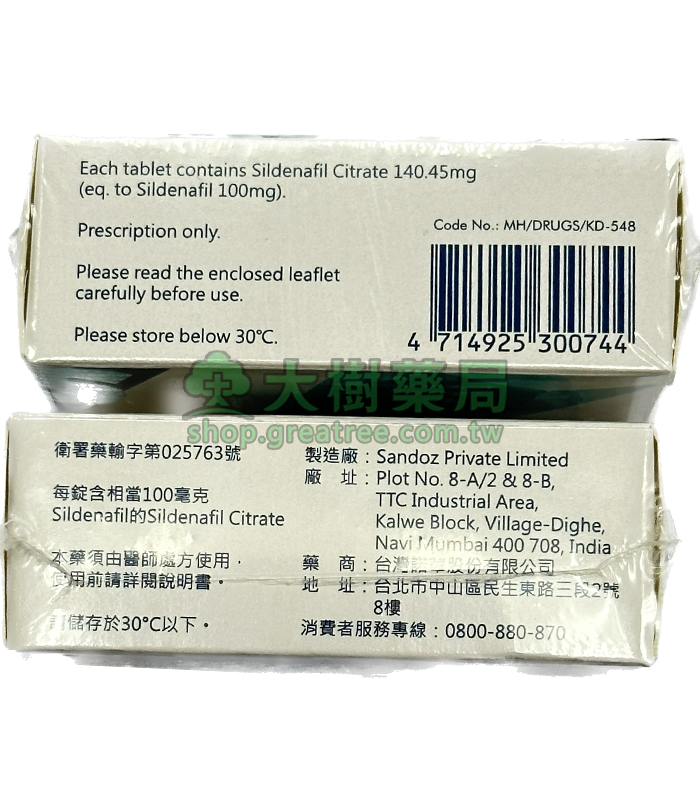 Each tablet contains Sildenafil Citrate 140.45mg
(eq. to Sildenafil 100mg).
Prescription only.
Please read the enclosed leaflet
carefully before use.
Please store below 30℃.
Code No.: MH/DRUGS/KD-548
4 714925 300744
大樹藥局
shop.greatree.com.tw
衛署藥輸字第025763號
每錠含相當100毫克
Sildenafil的Sildenafil Citrate
本藥須由醫師處方使用，
使用前請詳閱說明書。
儲存於30℃以下。
製造廠：Sandoz Private Limited
廠 址：Plot No. 8-A/2 & 8-B,
TTC Industrial Area,
Kalwe Block, Village-Dighe,
Navi Mumbai 400 708, India
藥 商：台灣諾華股份有限公司
地 址：台北市中山區民生東路三段2號
8樓
消費者服務專線：0800-880-870